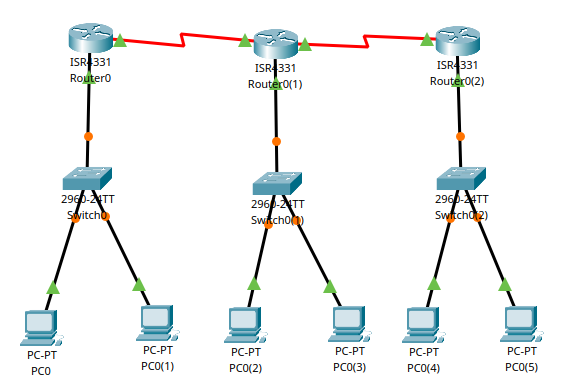 ISR4331
Router0
ISR4331
Router0(1)
ISR4331
Router0(2)
2960-24TT
Switch0
2960-24TT
Switch0(1)
2960-24TT
Switch0(2)
PC-PT
PC0
PC-PT
PC0(1)
PC-PT
PC0(2)
PC-PT
PC0(3)
PC-PT
PC0(4)
PC-PT
PC0(5)